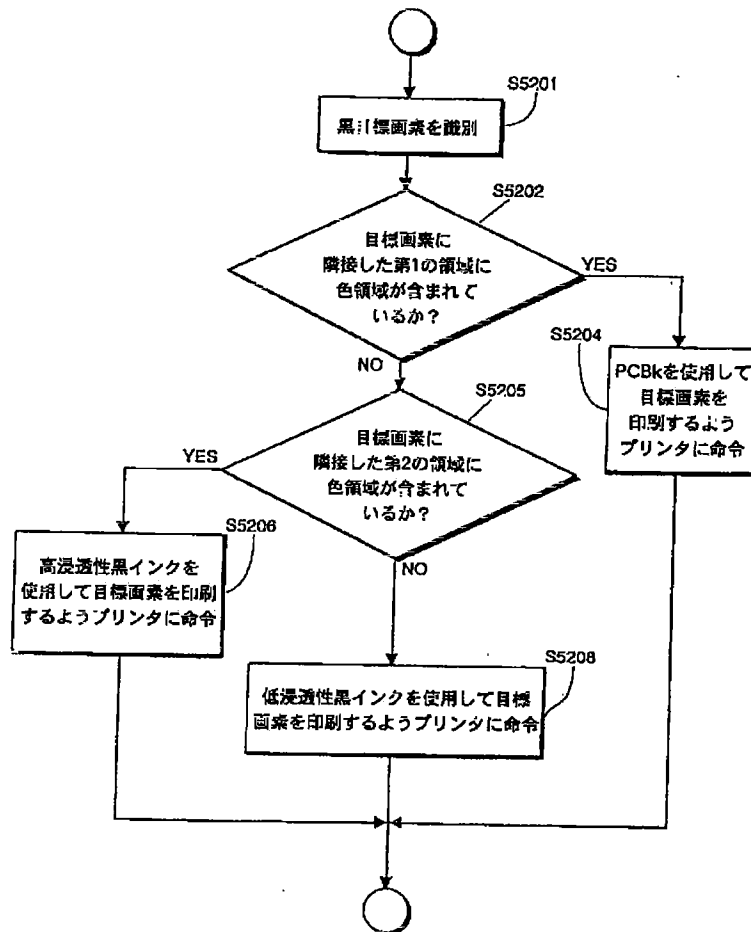 S5201
黒目標画素を識別
S5202
目標画素に
隣接した第1の領域に
色領域が含まれて
いるか？
YES
NO
S5204
PCBkを使用して
目標画素を
印刷するよう
プリンタに命令
S5205
目標画素に
隣接した第2の領域に
色領域が含まれて
いるか？
YES
NO
S5206
高浸透性黒インクを
使用して目標画素を印刷
するようプリンタに命令
S5208
低浸透性黒インクを使用して目標
画素を印刷するようプリンタに命令